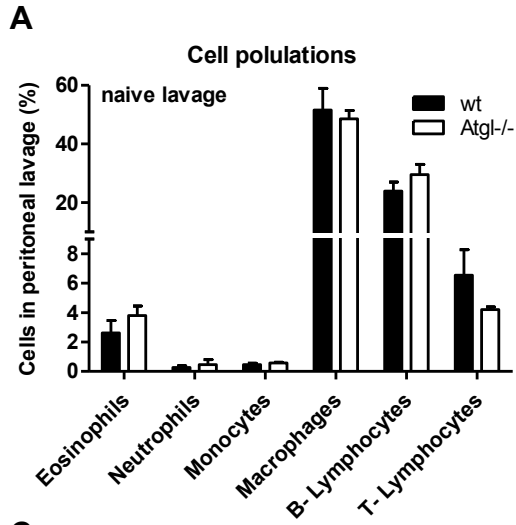 A
Cell polulations
naive lavage
wt
Atgl-/-
Cells in peritoneal lavage (%)
60
40
20
8
6
4
2
0
Eosinophils
Neutrophils
Monocytes
Macrophages
B- Lymphocytes
T- Lymphocytes